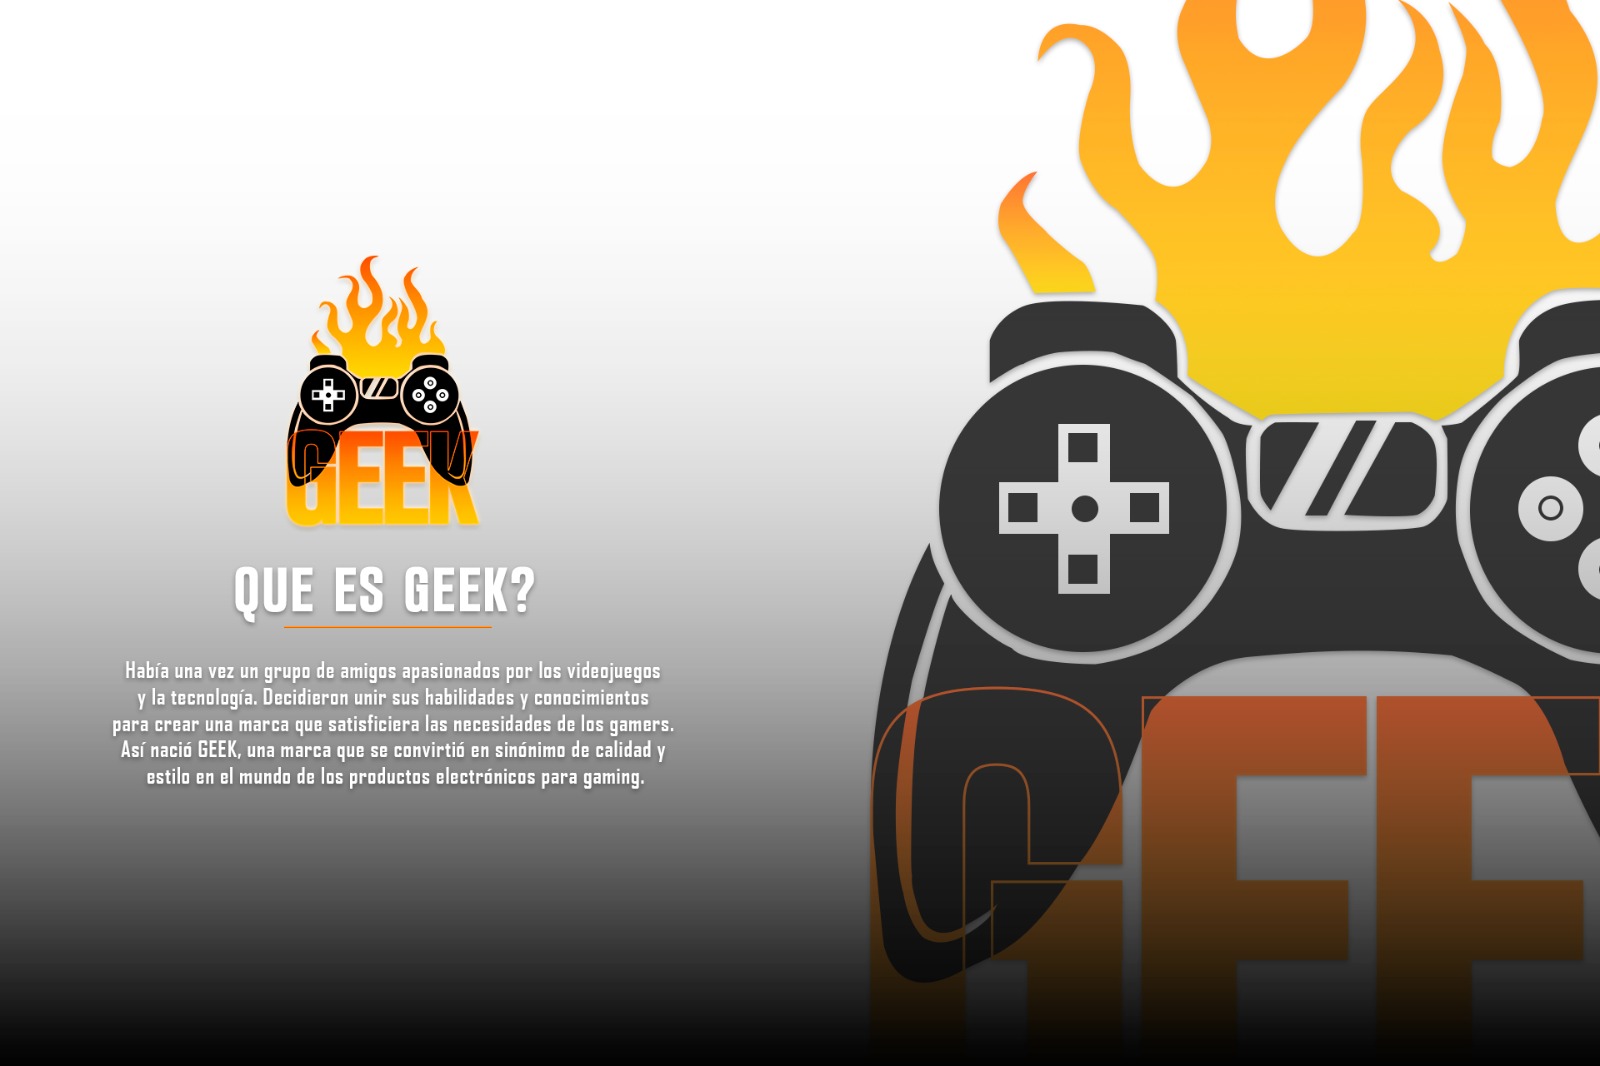 GEEK
QUE ES GEEK?
Había una vez un grupo de amigos apasionados por los videojuegos
y la tecnología. Decidieron unir sus habilidades y conocimientos
para crear una marca que satisficiera las necesidades de los gamers.
Así nació GEEK, una marca que se convirtió en sinónimo de calidad y
estilo en el mundo de los productos electrónicos para gaming.
GEE